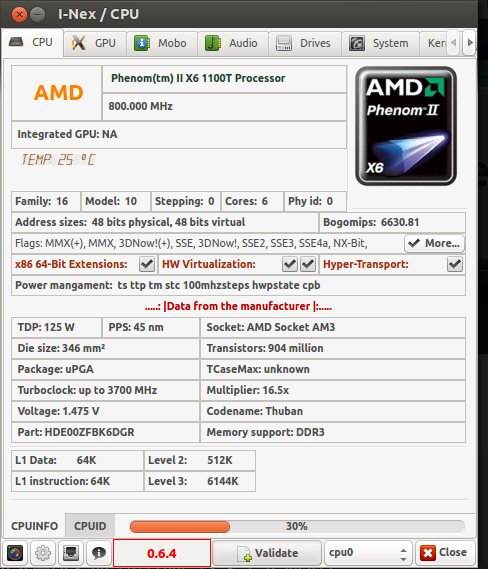 I-Nex / CPU
CPU GPU Mobo Audio Drives System Kern
AMD
Phenom(tm) II X6 1100T Processor
800.000 MHz
Integrated GPU: NA
TEMP: 25 °C
AMD
Phenom™ II
X6
Family: 16 Model: 10 Stepping: 0 Cores: 6 Phy id: 0
Address sizes: 48 bits physical, 48 bits virtual Bogomips: 6630.81
Flags: MMX(+), MMX, 3DNow!(+), SSE, 3DNow!, SSE2, SSE3, SSE4a, NX-Bit, More...
x86 64-Bit Extensions: HW Virtualization: Hyper-Transport:
Power mangament: ts ttp tm stc 100mhzsteps hwpstate cpb
.....: |Data from the manufacturer |:.....
TDP: 125 W PPS: 45 nm Socket: AMD Socket AM3
Die size: 346 mm² Transistors: 904 million
Package: uPGA TCaseMax: unknown
Turboclock: up to 3700 MHz Multiplier: 16.5x
Voltage: 1.475 V Codename: Thuban
Part: HDE00ZFBK6DGR Memory support: DDR3
L1 Data: 64K Level 2: 512K
L1 instruction: 64K Level 3: 6144K
CPUINFO CPUID 30%
0.6.4 Validate cpu0 Close